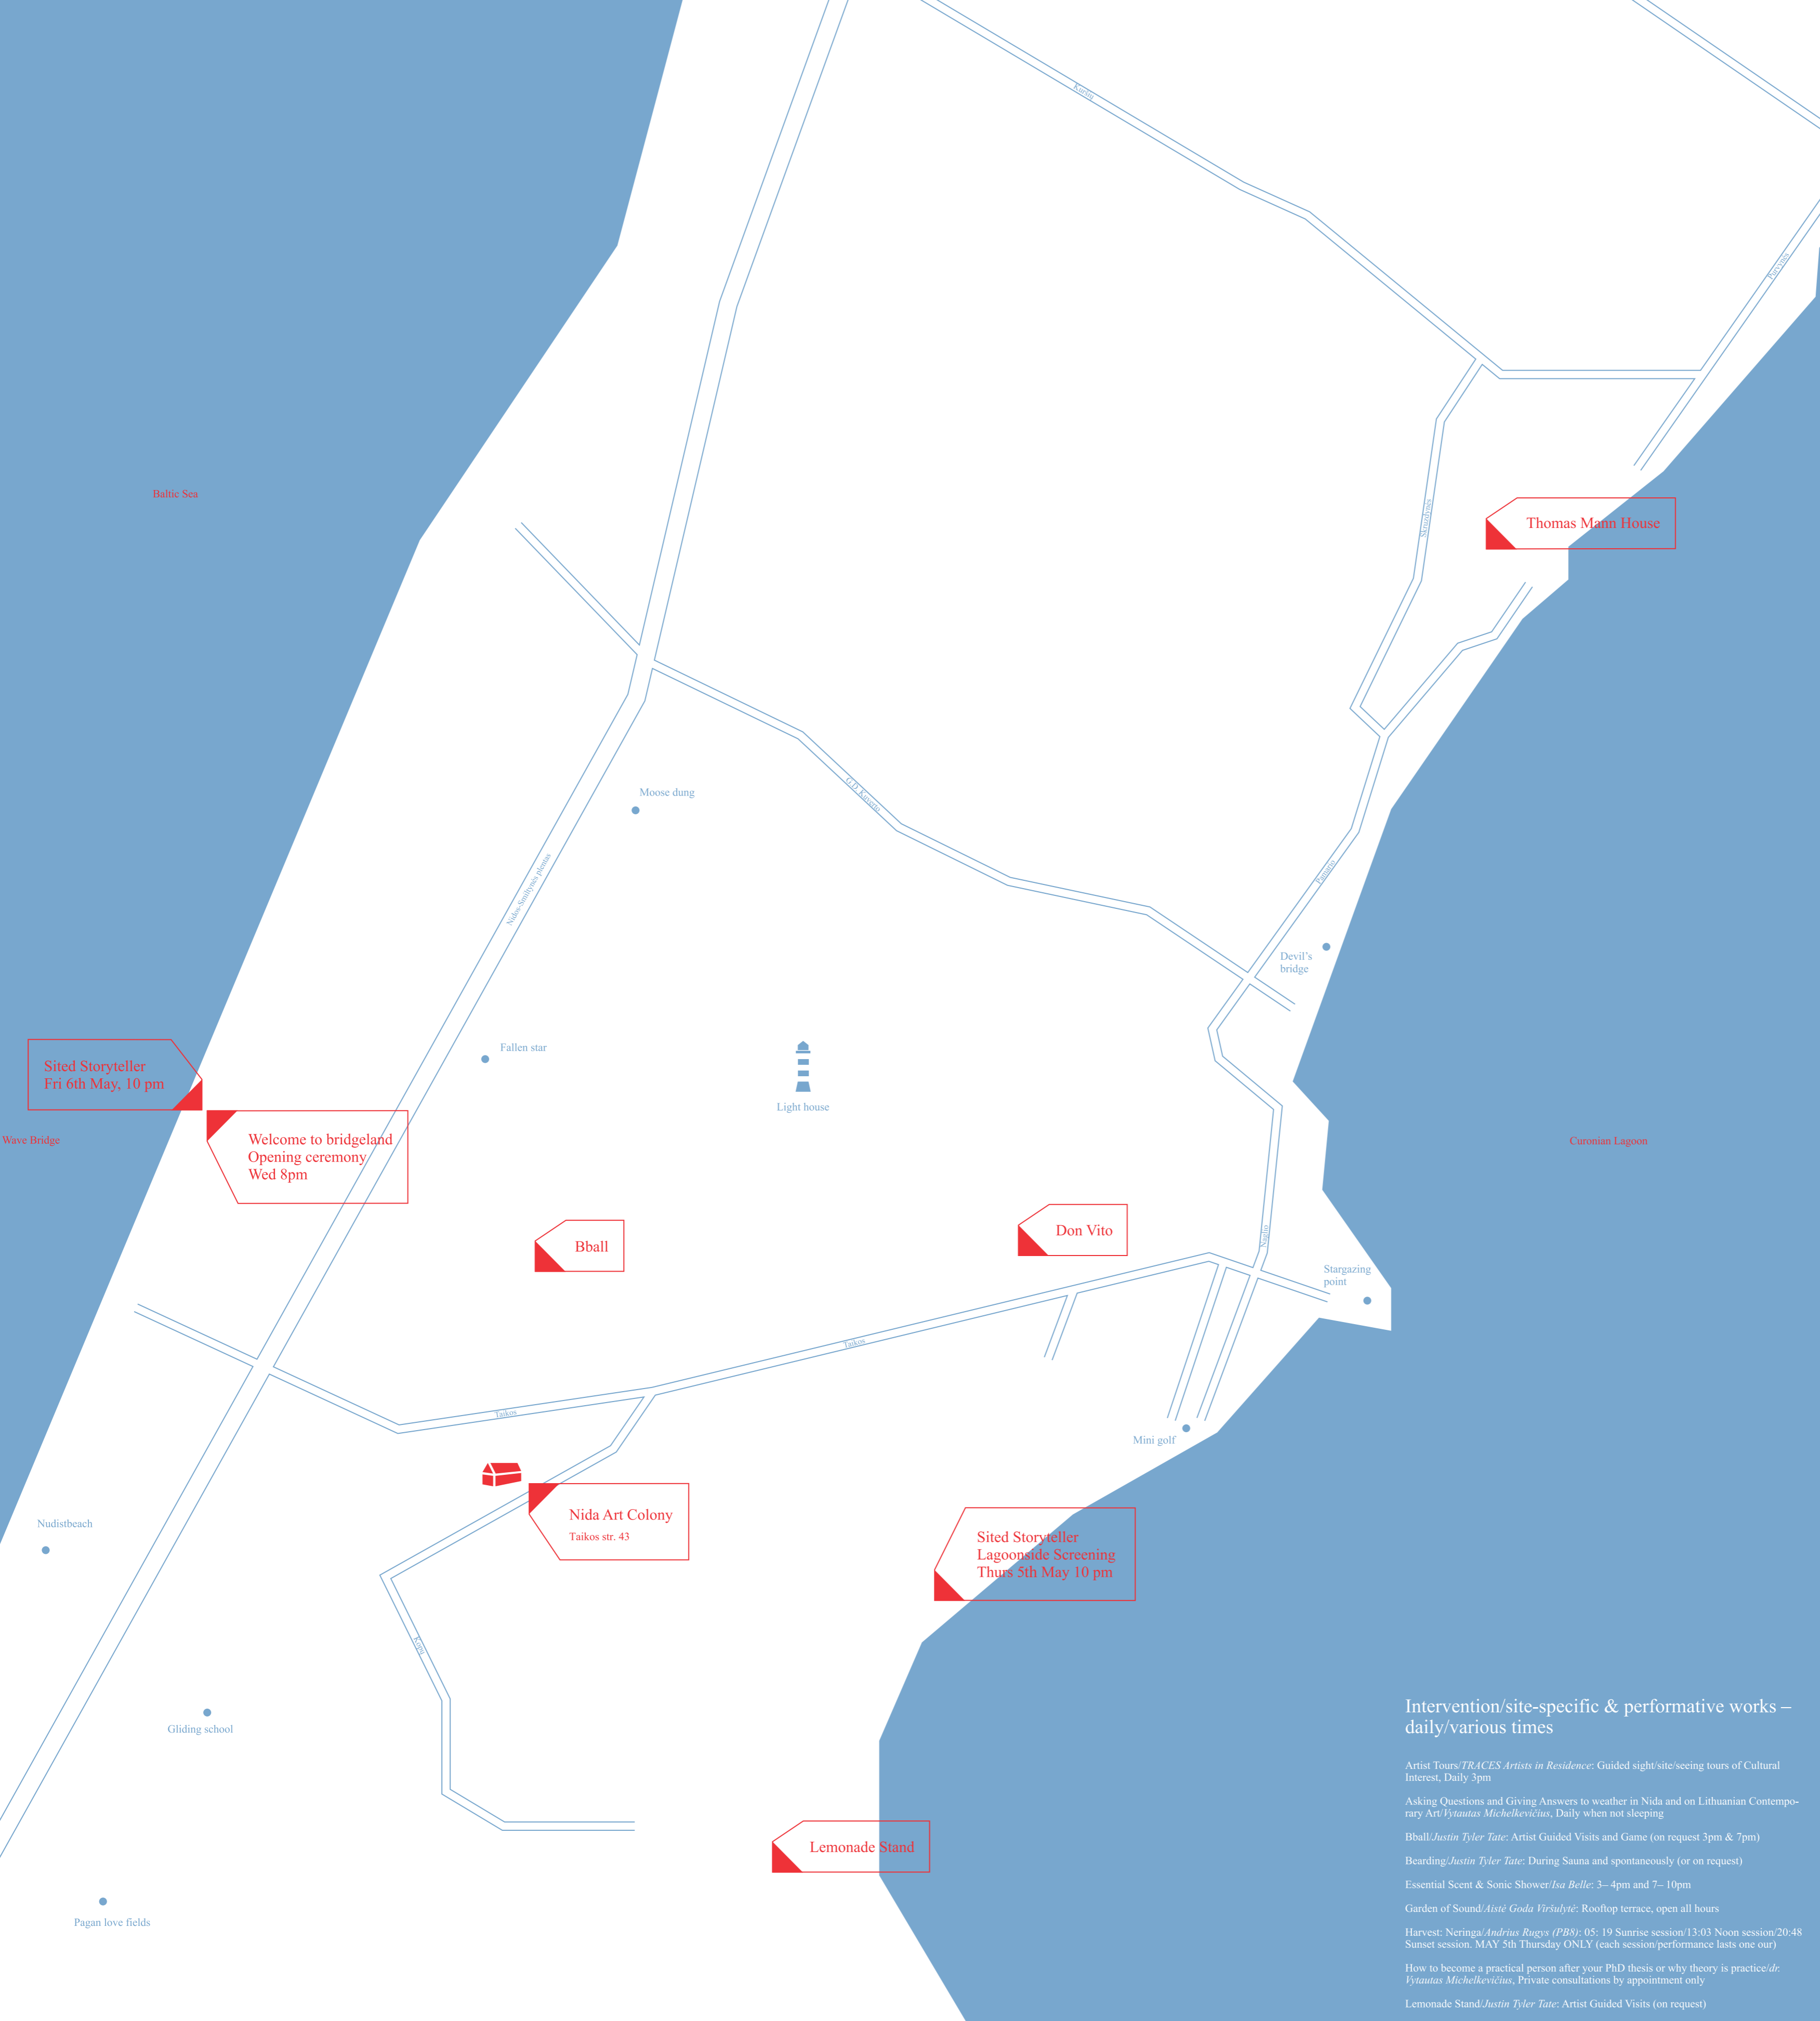 Kuršių
Purvynės
Baltic Sea
Skruzdynės
Thomas Mann House
Moose dung
G.D. Kuverto
Nidos-Smiltynės plentas
Pamario
Devil's
bridge
Fallen star
Light house
Sited Storyteller
Fri 6th May, 10 pm
Wave Bridge
Welcome to bridgeland
Opening ceremony
Wed 8pm
Curonian Lagoon
Bball
Don Vito
Naglio
Stargazing
point
Taikos
Taikos
Mini golf
Nida Art Colony
Taikos str. 43
Nudistbeach
Sited Storyteller
Lagoonside Screening
Thurs 5th May 10 pm
Kopų
Gliding school
Lemonade Stand
Pagan love fields
Intervention/site-specific & performative works –
daily/various times
Artist Tours/TRACES Artists in Residence: Guided sight/site/seeing tours of Cultural
Interest, Daily 3pm
Asking Questions and Giving Answers to weather in Nida and on Lithuanian Contempo-
rary Art/Vytautas Michelkevičius, Daily when not sleeping
Bball/Justin Tyler Tate: Artist Guided Visits and Game (on request 3pm & 7pm)
Bearding/Justin Tyler Tate: During Sauna and spontaneously (or on request)
Essential Scent & Sonic Shower/Isa Belle: 3– 4pm and 7– 10pm
Garden of Sound/Aistė Goda Viršulytė: Rooftop terrace, open all hours
Harvest: Neringa/Andrius Rugys (PB8): 05: 19 Sunrise session/13:03 Noon session/20:48
Sunset session. MAY 5th Thursday ONLY (each session/performance lasts one our)
How to become a practical person after your PhD thesis or why theory is practice/dr.
Vytautas Michelkevičius, Private consultations by appointment only
Lemonade Stand/Justin Tyler Tate: Artist Guided Visits (on request)